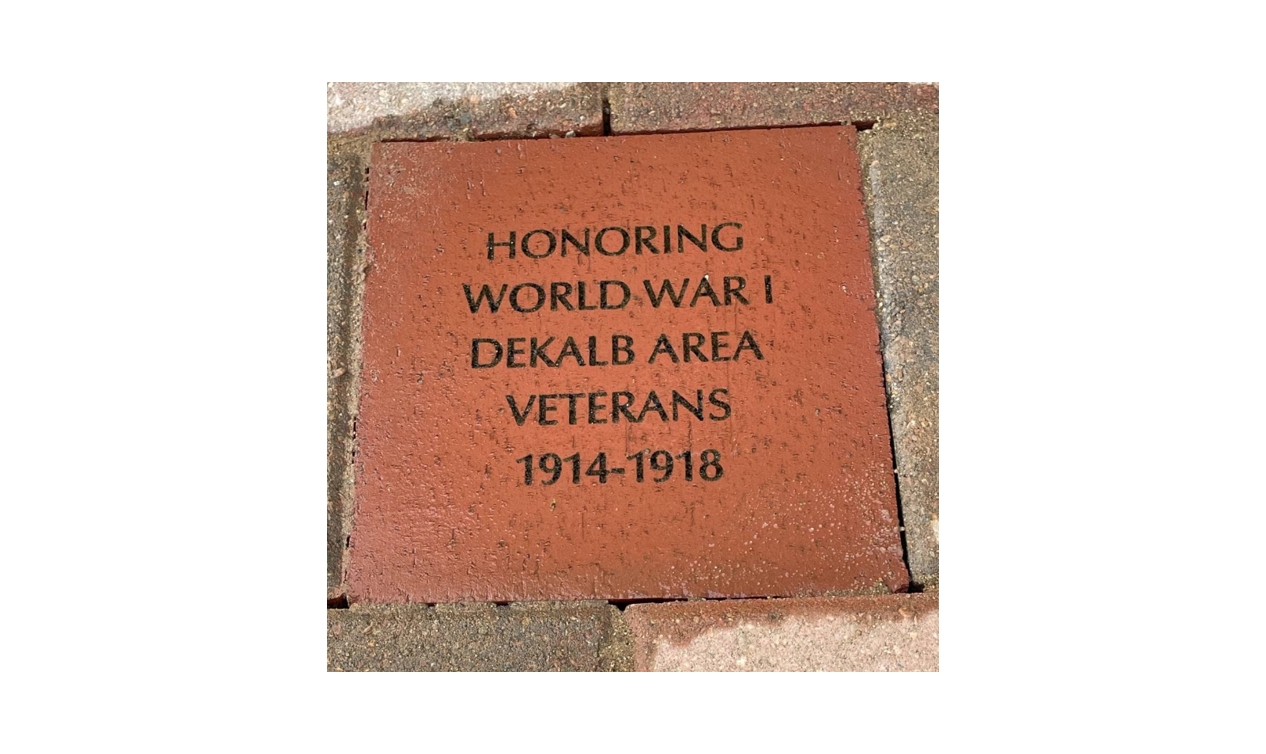 HONORING
WORLD WAR I
DEKALB AREA
VETERANS
1914-1918